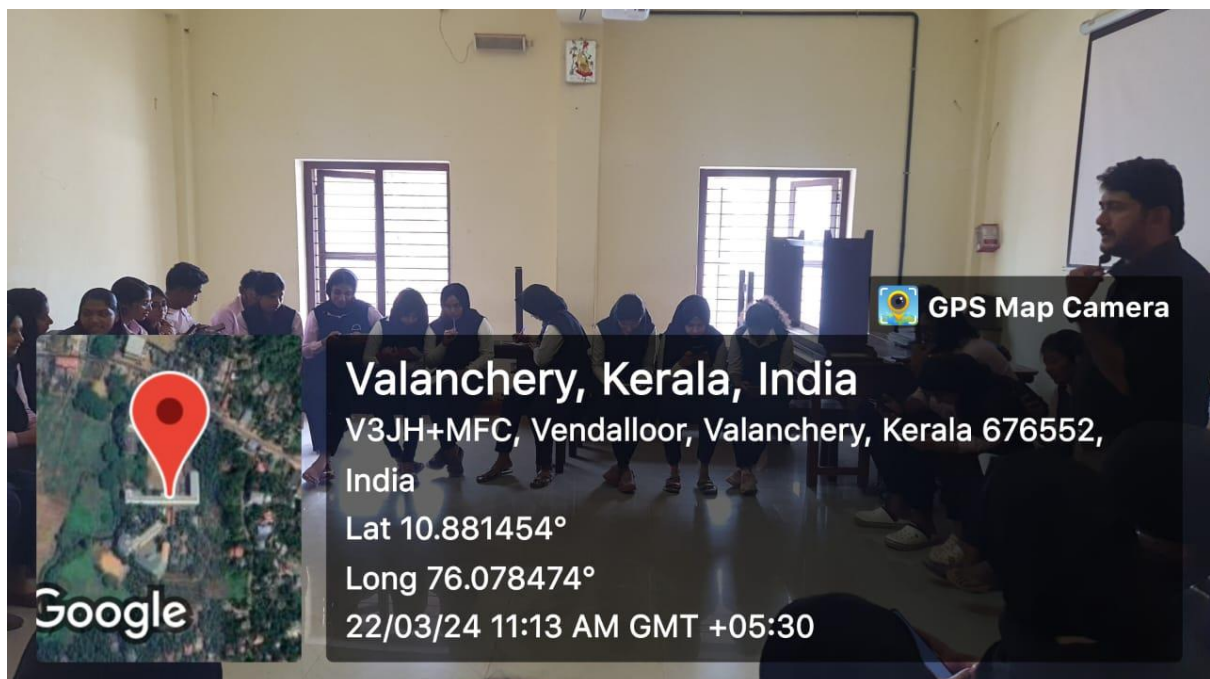 GPS Map Camera
Valanchery, Kerala, India
V3JH+MFC, Vendalloor, Valanchery, Kerala 676552,
India
Lat 10.881454°
Long 76.078474°
22/03/24 11:13 AM GMT +05:30
Google